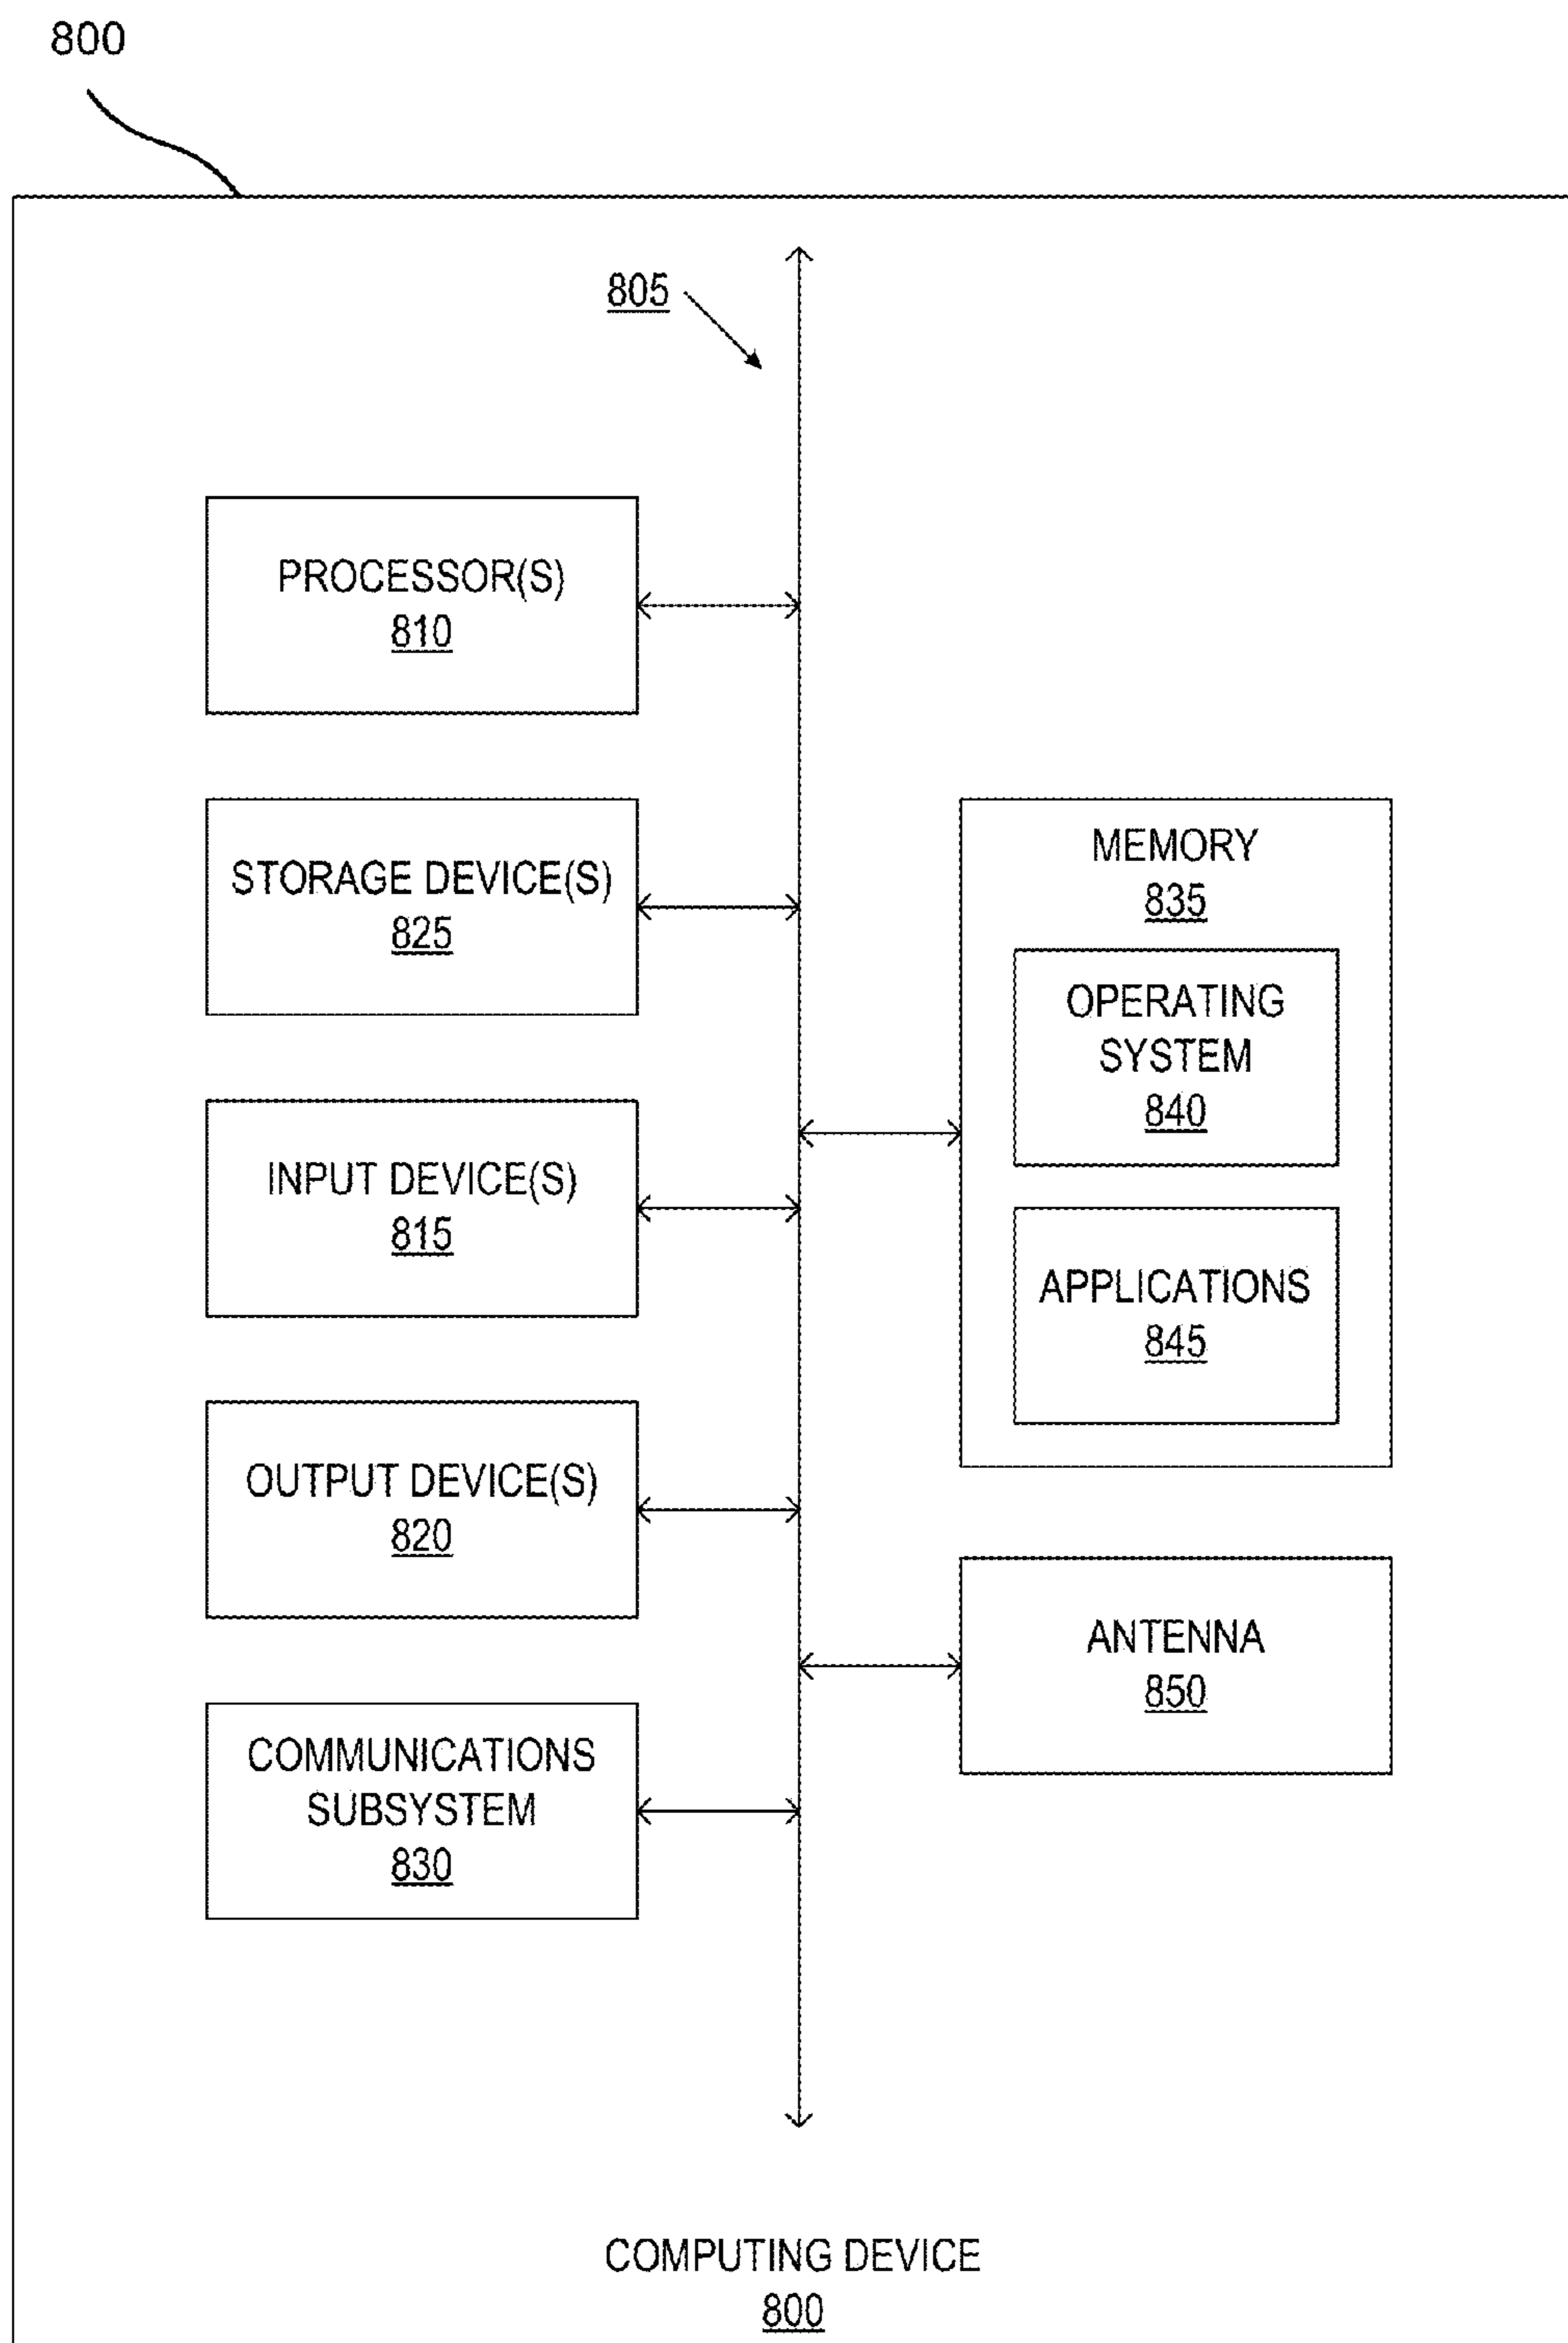 800
805
PROCESSOR(S)
810
STORAGE DEVICE(S)
825
INPUT DEVICE(S)
815
OUTPUT DEVICE(S)
820
COMMUNICATIONS
SUBSYSTEM
830
MEMORY
835
OPERATING
SYSTEM
840
APPLICATIONS
845
ANTENNA
850
COMPUTING DEVICE
800